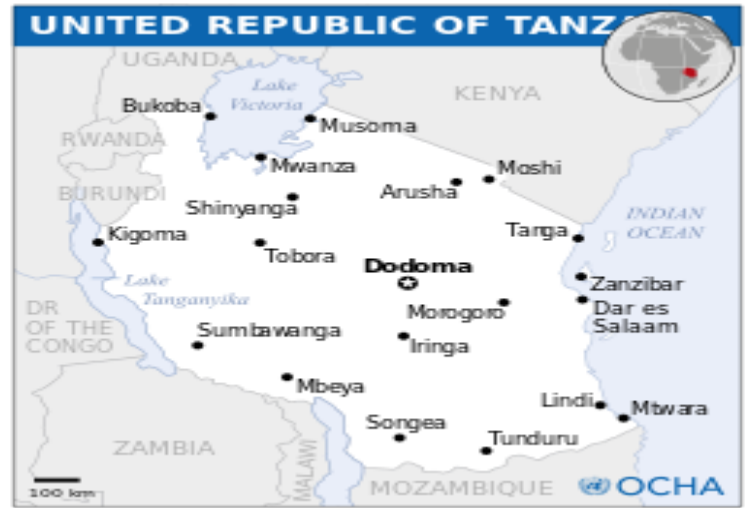 UNITED REPUBLIC OF TANZA
UGANDA
Lake
Victoria
KENYA
Bukoba
Musoma
RWANDA
Mwanza
Moshi
Arusha
BURUNDI
Shinyanga
INDIAN
OCEAN
Kigoma
Tanga
Tobora
Dodoma
Lake
Tanganyika
Zanzibar
DR
OF THE
CONGO
Morogoro
Dar es
Salaam
Sumbawanga
Iringa
Mbeya
Lindi
Mtwara
Songea
Tunduru
ZAMBIA
MALAWI
MOZAMBIQUE
OCHA
100 km